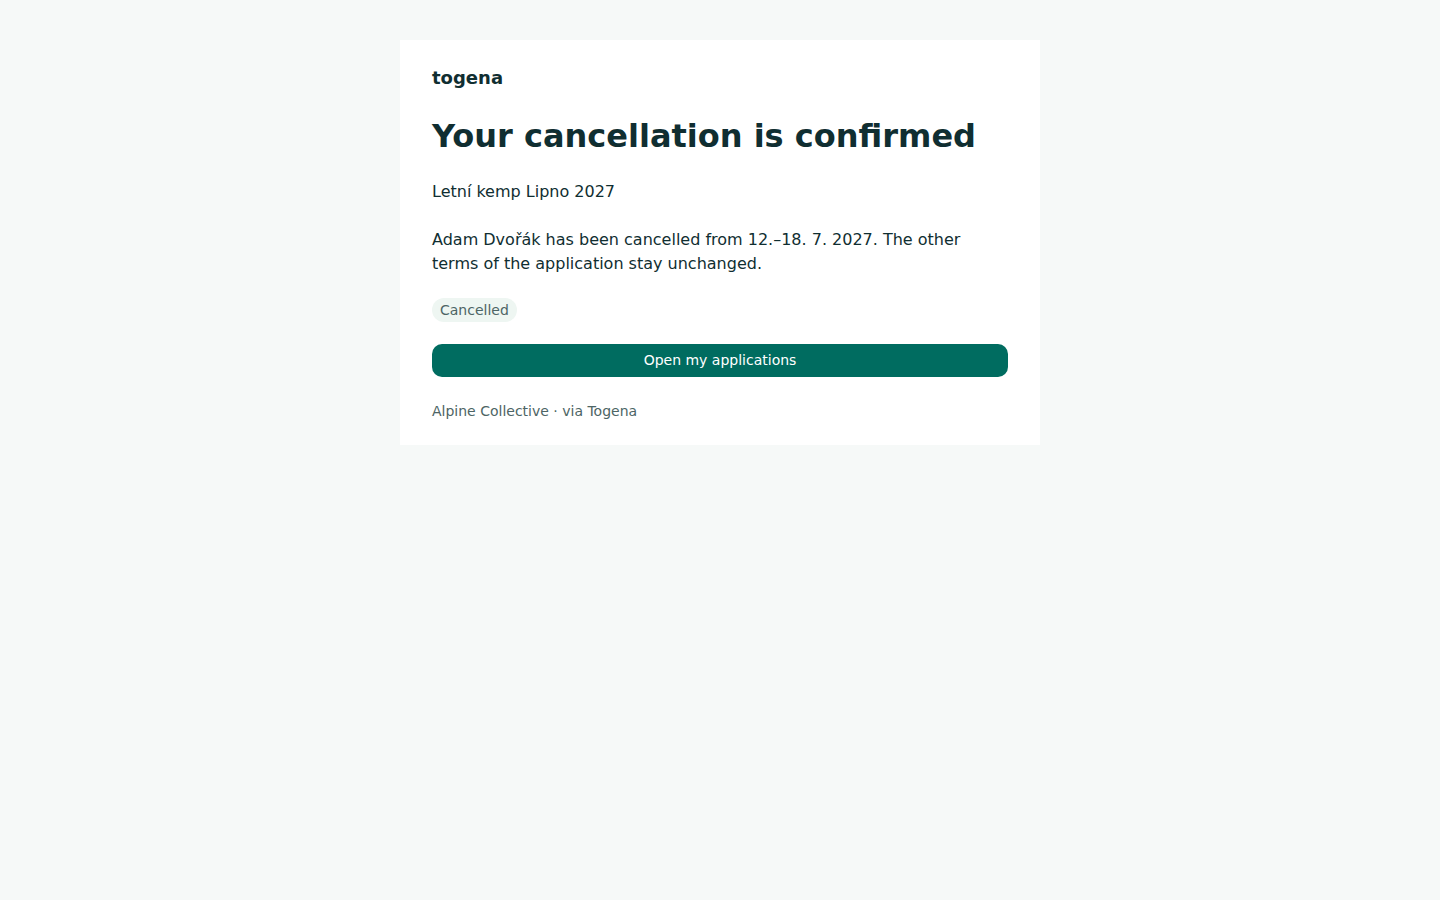 togena
Your cancellation is confirmed
Letní kemp Lipno 2027
Adam Dvořák has been cancelled from 12.–18. 7. 2027. The other
terms of the application stay unchanged.
Cancelled
Open my applications
Alpine Collective · via Togena